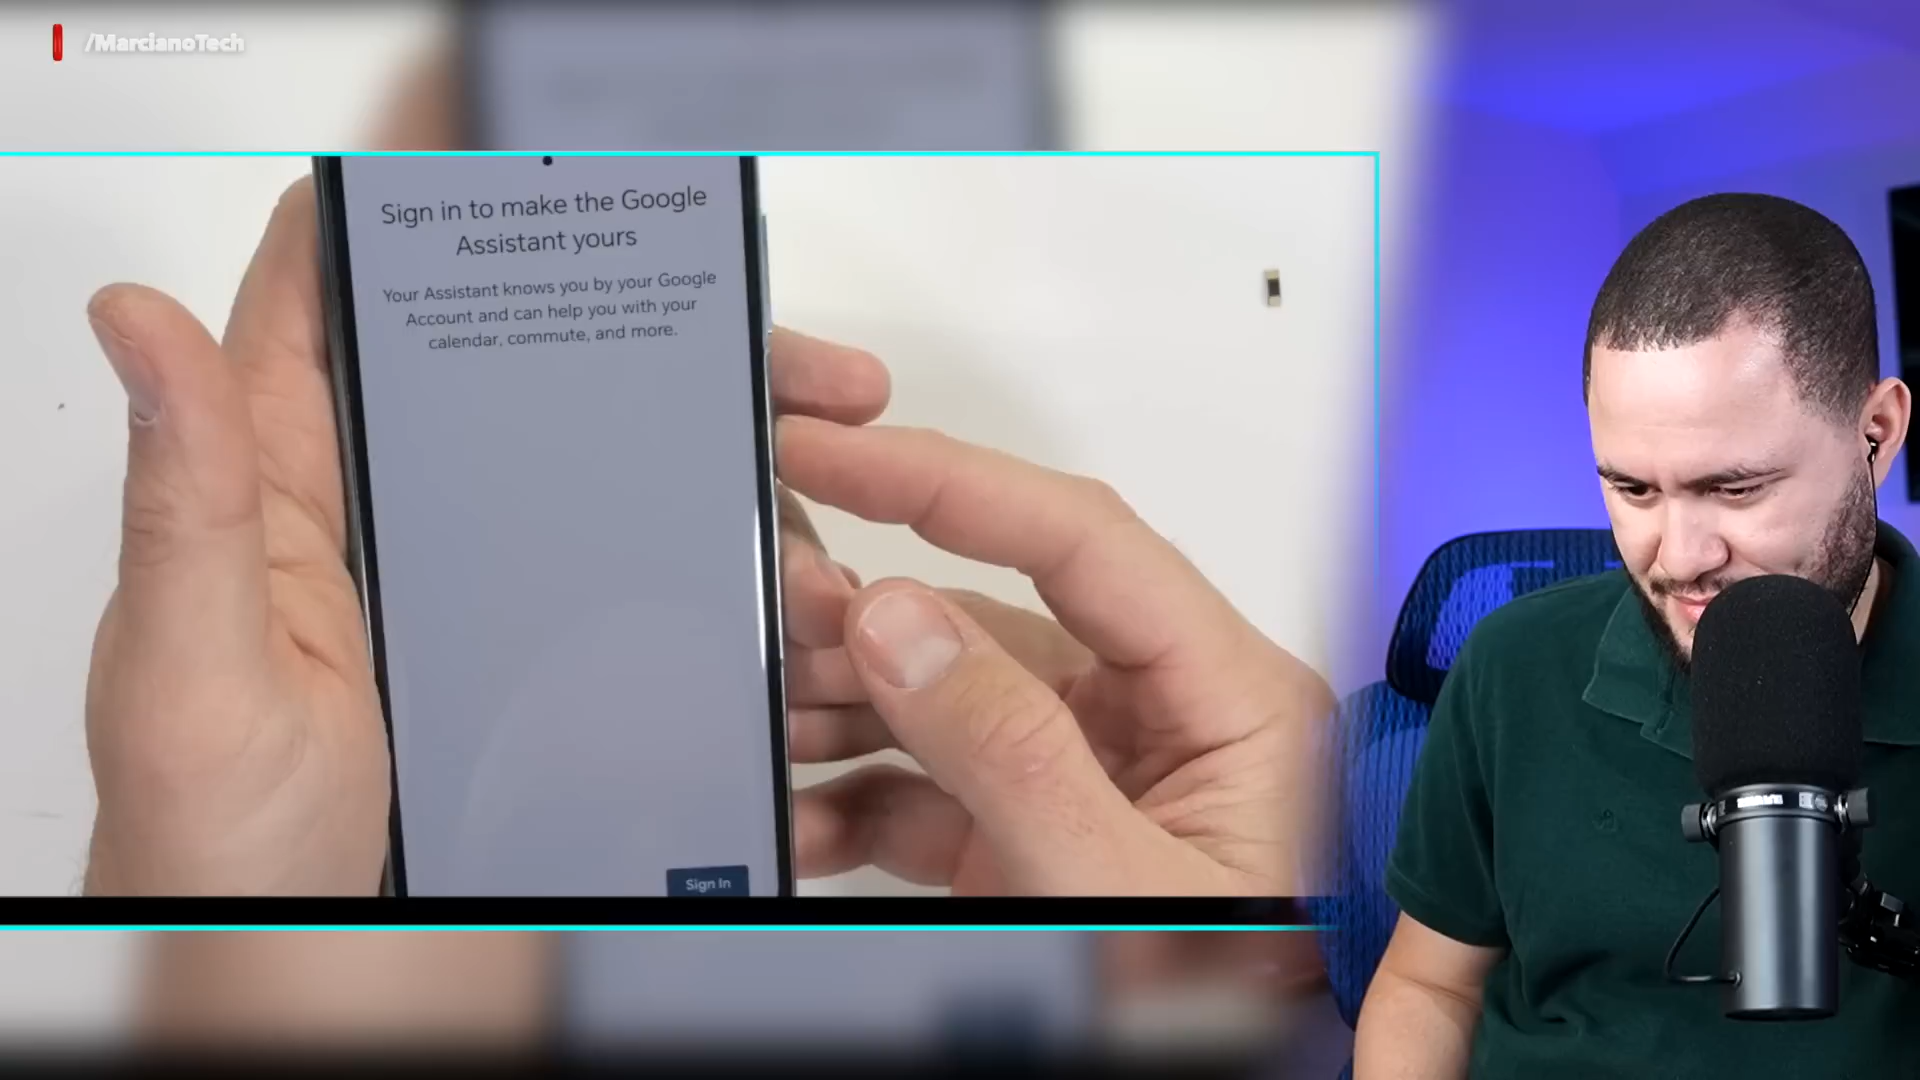 /MarcianoTech
Sign in to make the Google
Assistant yours
Your Assistant knows you by your Google
Account and can help you with your
calendar, commute, and more.
Sign In